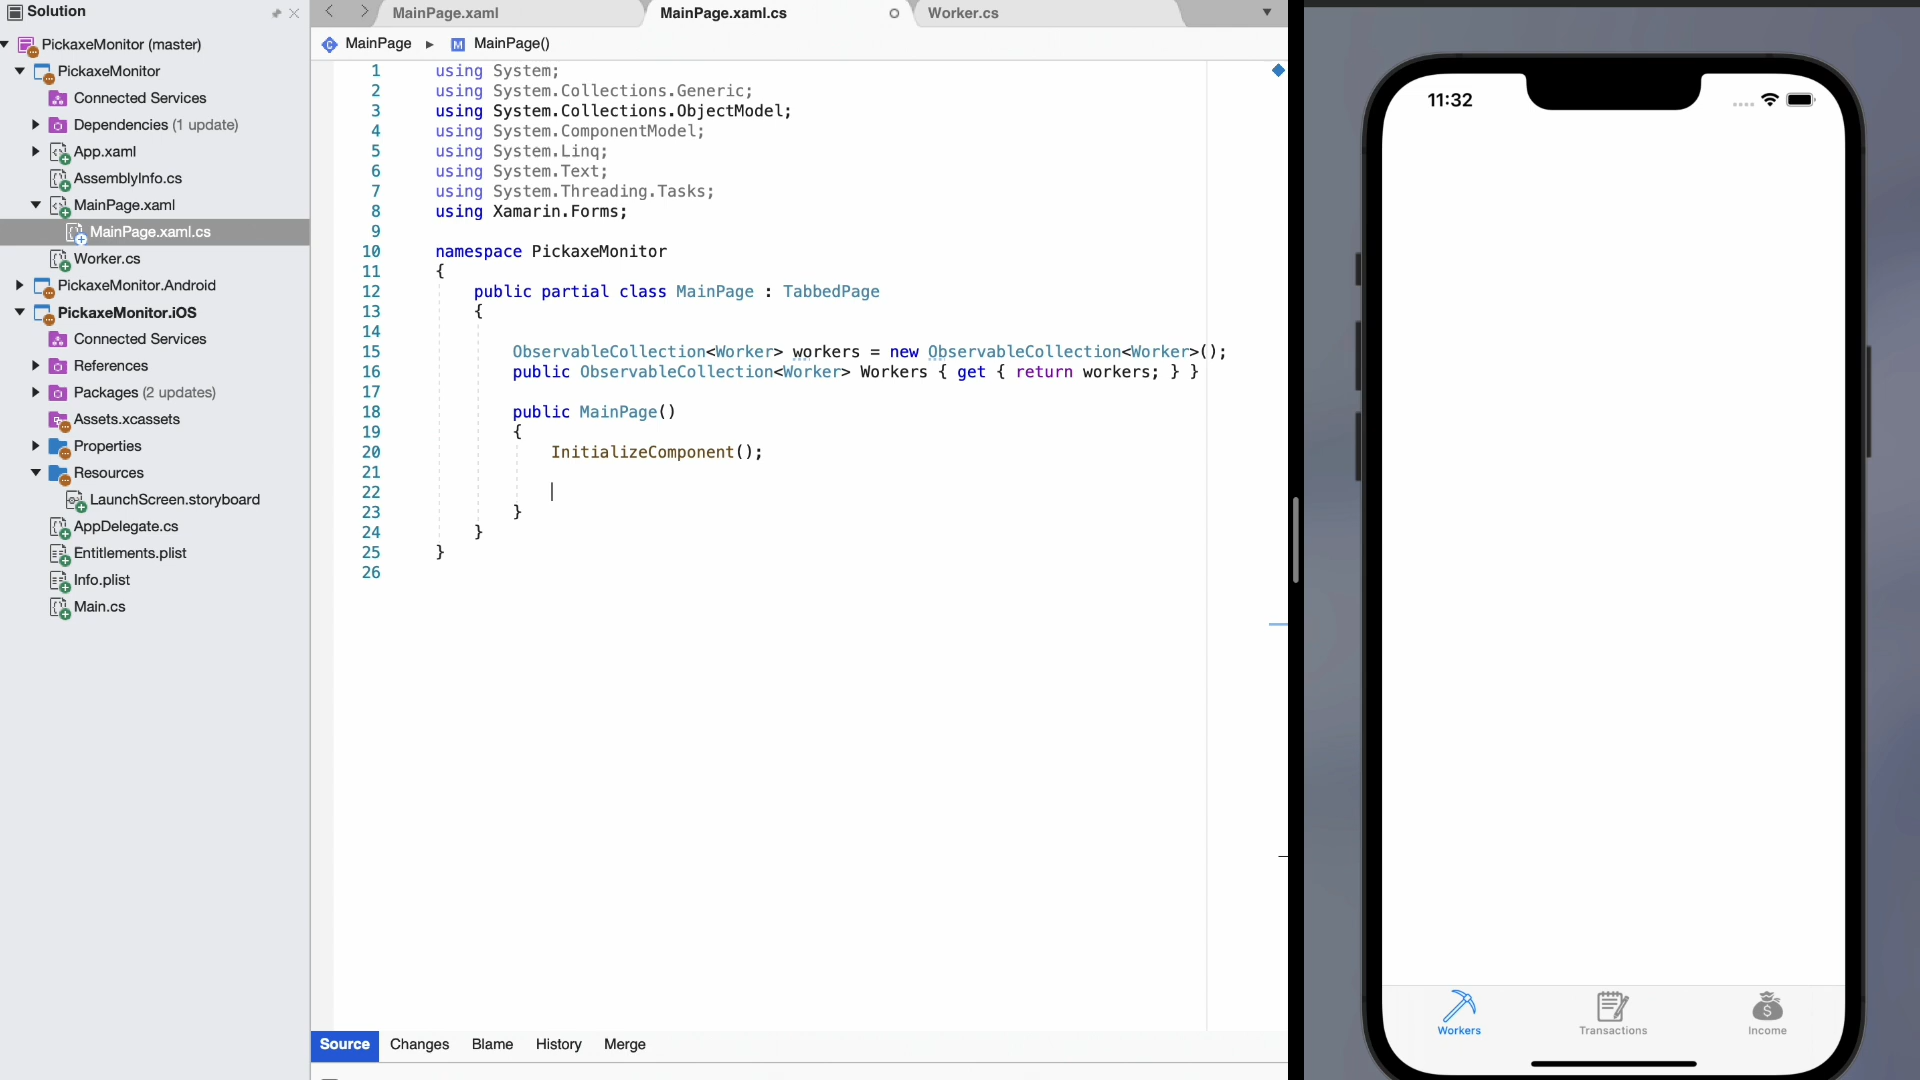 Solution
PickaxeMonitor (master)
PickaxeMonitor
Connected Services
Dependencies (1 update)
App.xaml
AssemblyInfo.cs
MainPage.xaml
MainPage.xaml.cs
Worker.cs
PickaxeMonitor.Android
PickaxeMonitor.iOS
Connected Services
References
Packages (2 updates)
Assets.xcassets
Properties
Resources
LaunchScreen.storyboard
AppDelegate.cs
Entitlements.plist
Info.plist
Main.cs
MainPage.xaml
MainPage.xaml.cs
Worker.cs
MainPage
MainPage()
1 using System;
2 using System.Collections.Generic;
3 using System.Collections.ObjectModel;
4 using System.ComponentModel;
5 using System.Linq;
6 using System.Text;
7 using System.Threading.Tasks;
8 using Xamarin.Forms;
9
10 namespace PickaxeMonitor
11 {
12 public partial class MainPage : TabbedPage
13 {
14
15 ObservableCollection<Worker> workers = new ObservableCollection<Worker>();
16 public ObservableCollection<Worker> Workers { get { return workers; } }
17
18 public MainPage()
19 {
20 InitializeComponent();
21
22
23 }
24 }
25 }
26
Source Changes Blame History Merge
11:32
Workers
Transactions
Income